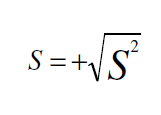 S = +√S²